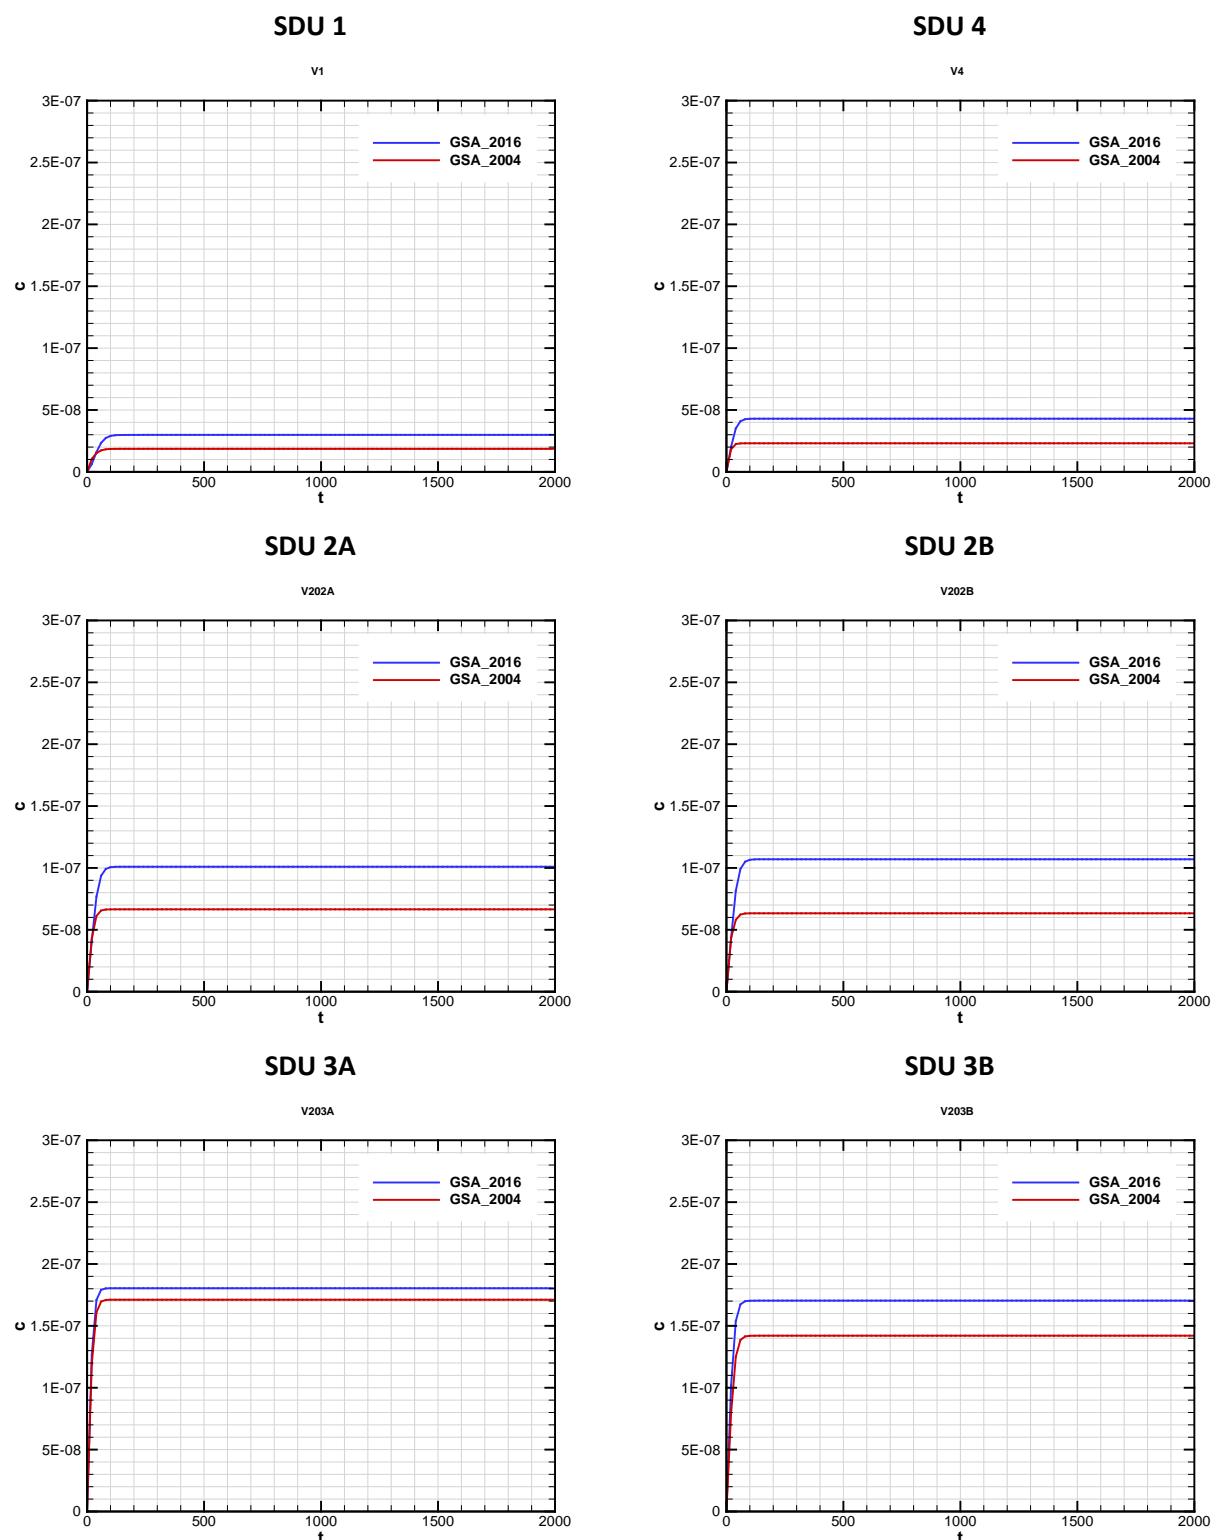 SDU 1
SDU 4
V1
V4
3E-07
2.5E-07
2E-07
1.5E-07
1E-07
5E-08
0
c
0 500 1000 1500 2000
t
GSA_2016
GSA_2004
3E-07
2.5E-07
2E-07
1.5E-07
1E-07
5E-08
0
c
0 500 1000 1500 2000
t
GSA_2016
GSA_2004
SDU 2A
SDU 2B
V202A
V202B
3E-07
2.5E-07
2E-07
1.5E-07
1E-07
5E-08
0
c
0 500 1000 1500 2000
t
GSA_2016
GSA_2004
3E-07
2.5E-07
2E-07
1.5E-07
1E-07
5E-08
0
c
0 500 1000 1500 2000
t
GSA_2016
GSA_2004
SDU 3A
SDU 3B
V203A
V203B
3E-07
2.5E-07
2E-07
1.5E-07
1E-07
5E-08
0
c
0 500 1000 1500 2000
t
GSA_2016
GSA_2004
3E-07
2.5E-07
2E-07
1.5E-07
1E-07
5E-08
0
c
0 500 1000 1500 2000
t
GSA_2016
GSA_2004